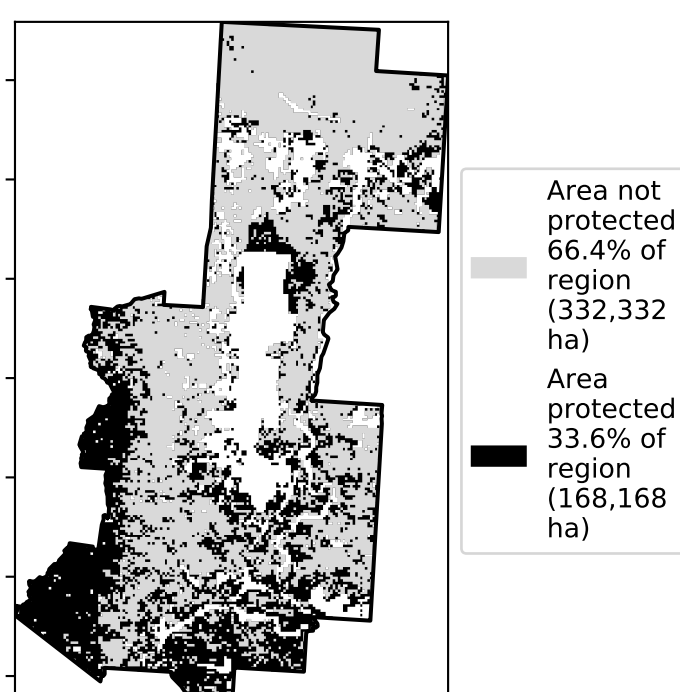 Area not
protected
66.4% of
region
(332,332
ha)
Area
protected
33.6% of
region
(168,168
ha)